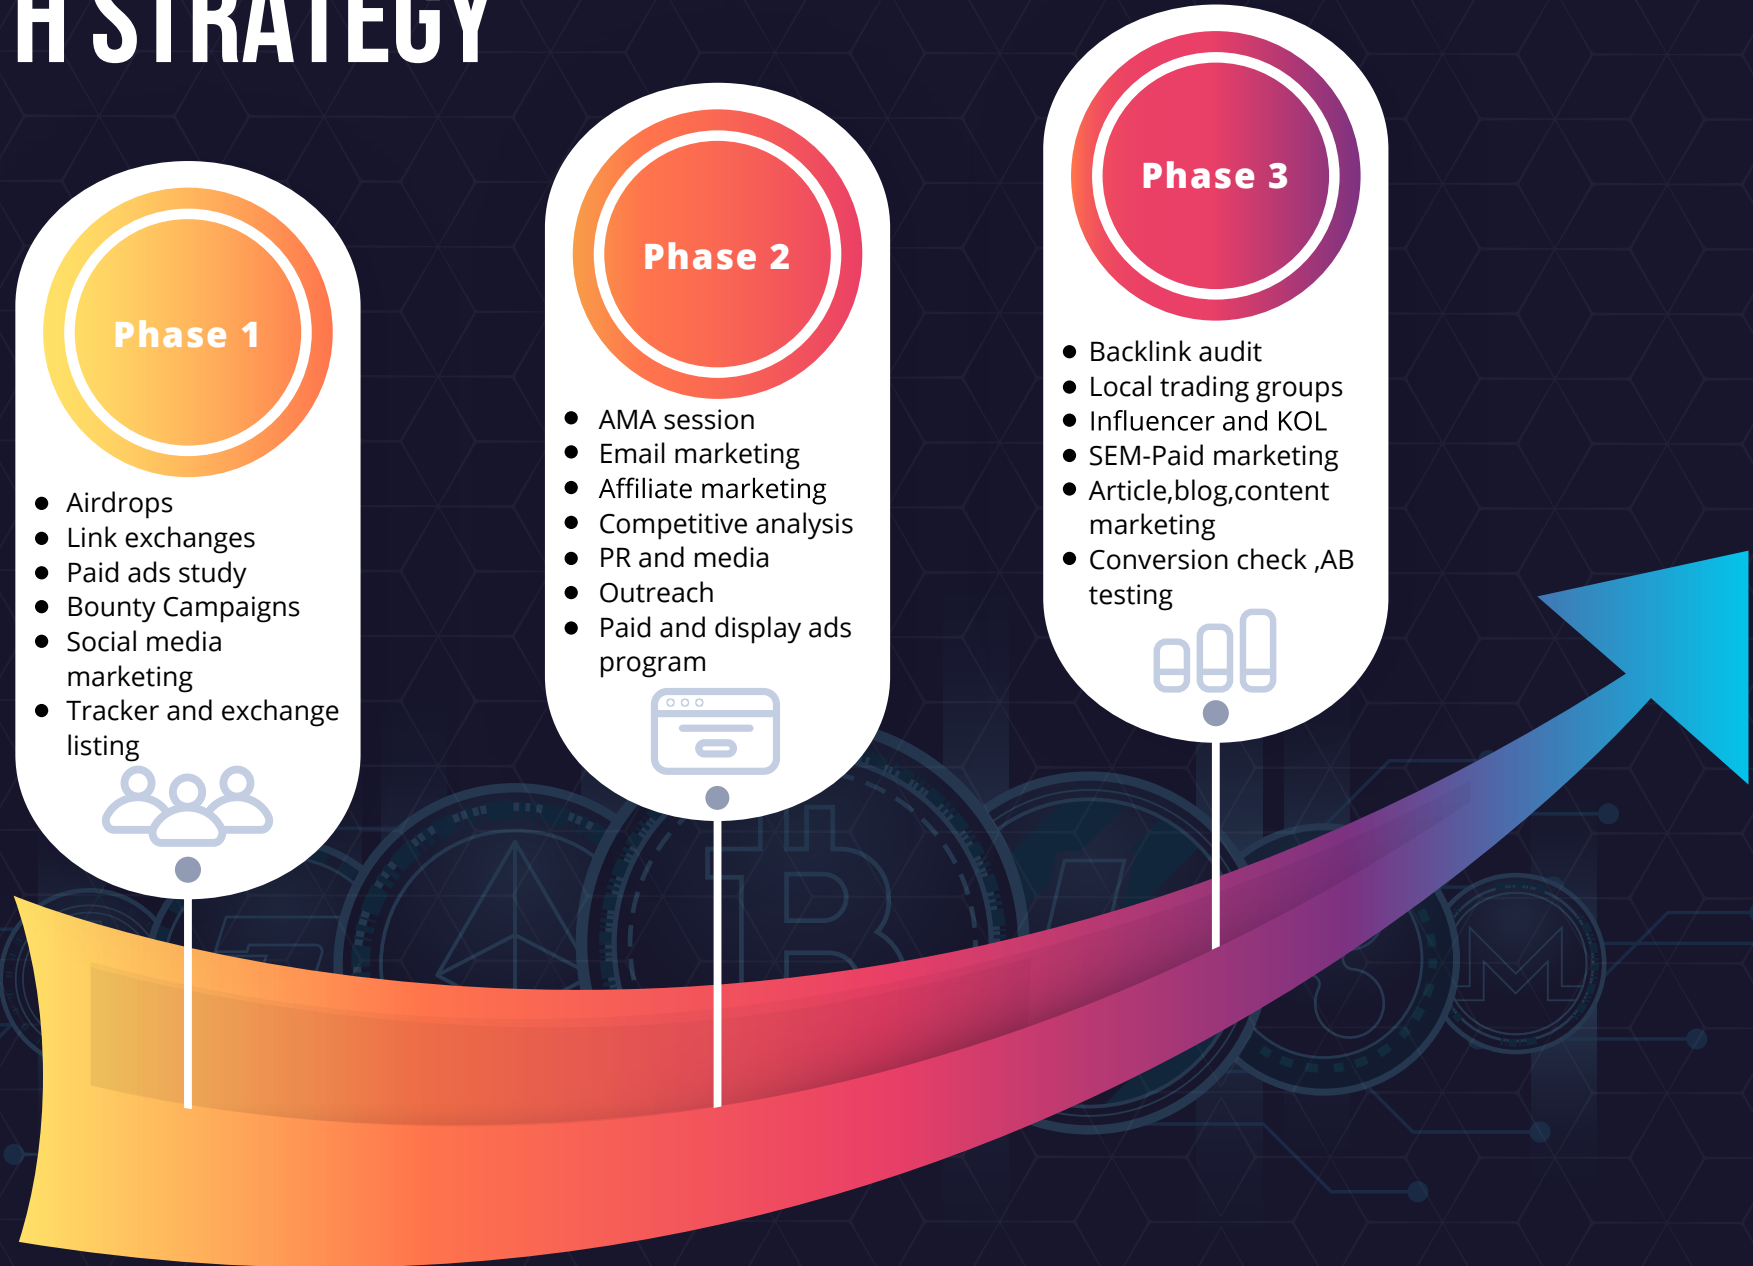 H STRATEGY
Phase 1
Airdrops
Link exchanges
Paid ads study
Bounty Campaigns
Social media
marketing
Tracker and exchange
listing
Phase 2
AMA session
Email marketing
Affiliate marketing
Competitive analysis
PR and media
Outreach
Paid and display ads
program
Phase 3
Backlink audit
Local trading groups
Influencer and KOL
SEM-Paid marketing
Article,blog,content
marketing
Conversion check ,AB
testing